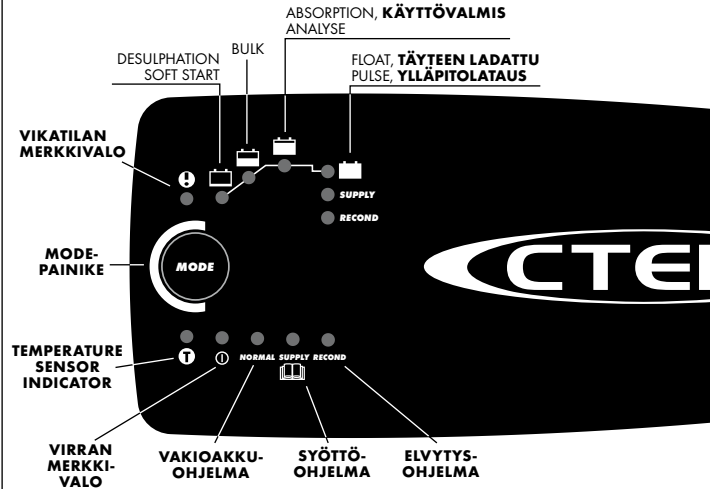 ABSORPTION, KÄYTTÖVALMIS
ANALYSE
BULK
DESULPHATION
SOFT START
FLOAT, TÄYTEEN LADATTU
PULSE, YLLÄPITOLATAUS
VIKATILAN
MERKKIVALO
SUPPLY
RECOND
MODE-
PAINIKE
MODE
TEMPERATURE
SENSOR
INDICATOR
T
NORMAL SUPPLY RECOND
VIRRAN
MERKKI-
VALO
VAKIOAKKU-
OHJELMA
SYÖTTÖ-
OHJELMA
ELVYTYS-
OHJELMA